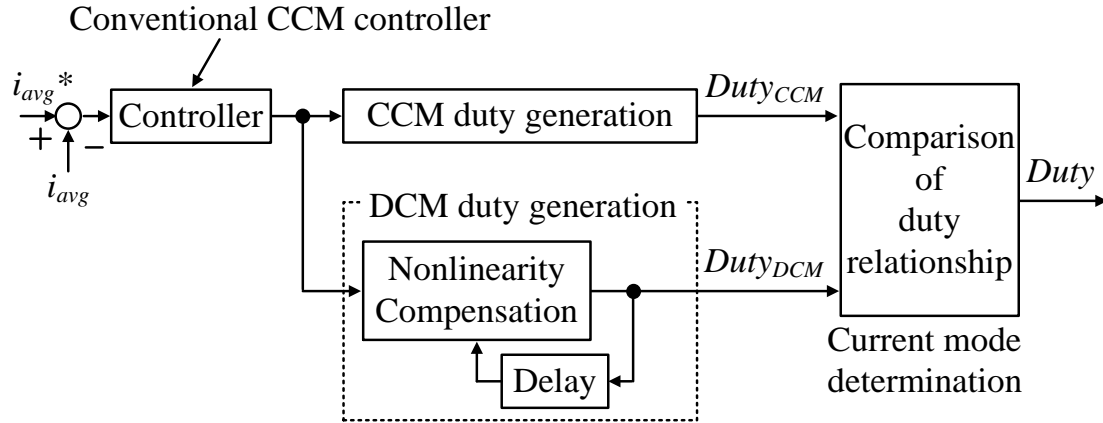 Conventional CCM controller
i_avg*
+
−
i_avg
Controller
CCM duty generation
Duty_CCM
Comparison
of
duty
relationship
Duty
DCM duty generation
Nonlinearity
Compensation
Duty_DCM
Delay
Current mode
determination